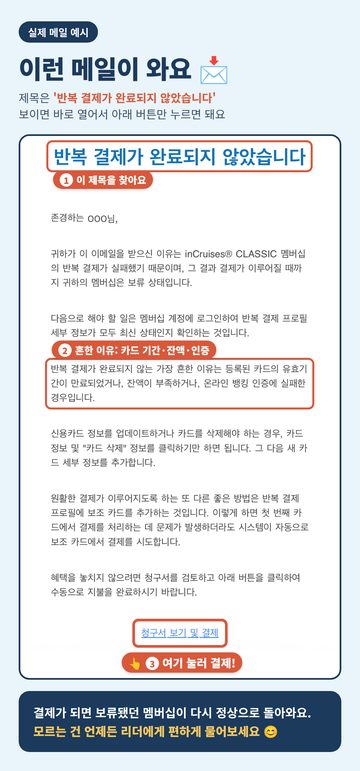 실제 메일 예시
이런 메일이 와요 📩
제목은 '반복 결제가 완료되지 않았습니다'
보이면 바로 열어서 아래 버튼만 누르면 돼요
반복 결제가 완료되지 않았습니다
1 이 제목을 찾아요
존경하는 OOO님,
귀하가 이 이메일을 받으신 이유는 inCruises® CLASSIC 멤버십
의 반복 결제가 실패했기 때문이며, 그 결과 결제가 이루어질 때까
지 귀하의 멤버십은 보류 상태입니다.
다음으로 해야 할 일은 멤버십 계정에 로그인하여 반복 결제 프로필
세부 정보가 모두 최신 상태인지 확인하는 것입니다.
2 흔한 이유: 카드 기간·잔액·인증
반복 결제가 완료되지 않는 가장 흔한 이유는 등록된 카드의 유효기
간이 만료되었거나, 잔액이 부족하거나, 온라인 뱅킹 인증에 실패한
경우입니다.
신용카드 정보를 업데이트하거나 카드를 삭제해야 하는 경우, 카드
정보 및 "카드 삭제" 정보를 클릭하기만 하면 됩니다. 그 다음 새 카
드 세부 정보를 추가합니다.
원활한 결제가 이루어지도록 하는 또 다른 좋은 방법은 반복 결제
프로필에 보조 카드를 추가하는 것입니다. 이렇게 하면 첫 번째 카
드에서 결제를 처리하는 데 문제가 발생하더라도 시스템이 자동으로
보조 카드에서 결제를 시도합니다.
혜택을 놓치지 않으려면 청구서를 검토하고 아래 버튼을 클릭하여
수동으로 지불을 완료하시기 바랍니다.
청구서 보기 및 결제
👆 3 여기 눌러 결제!
결제가 되면 보류됐던 멤버십이 다시 정상으로 돌아와요.
모르는 건 언제든 리더에게 편하게 물어보세요 😊